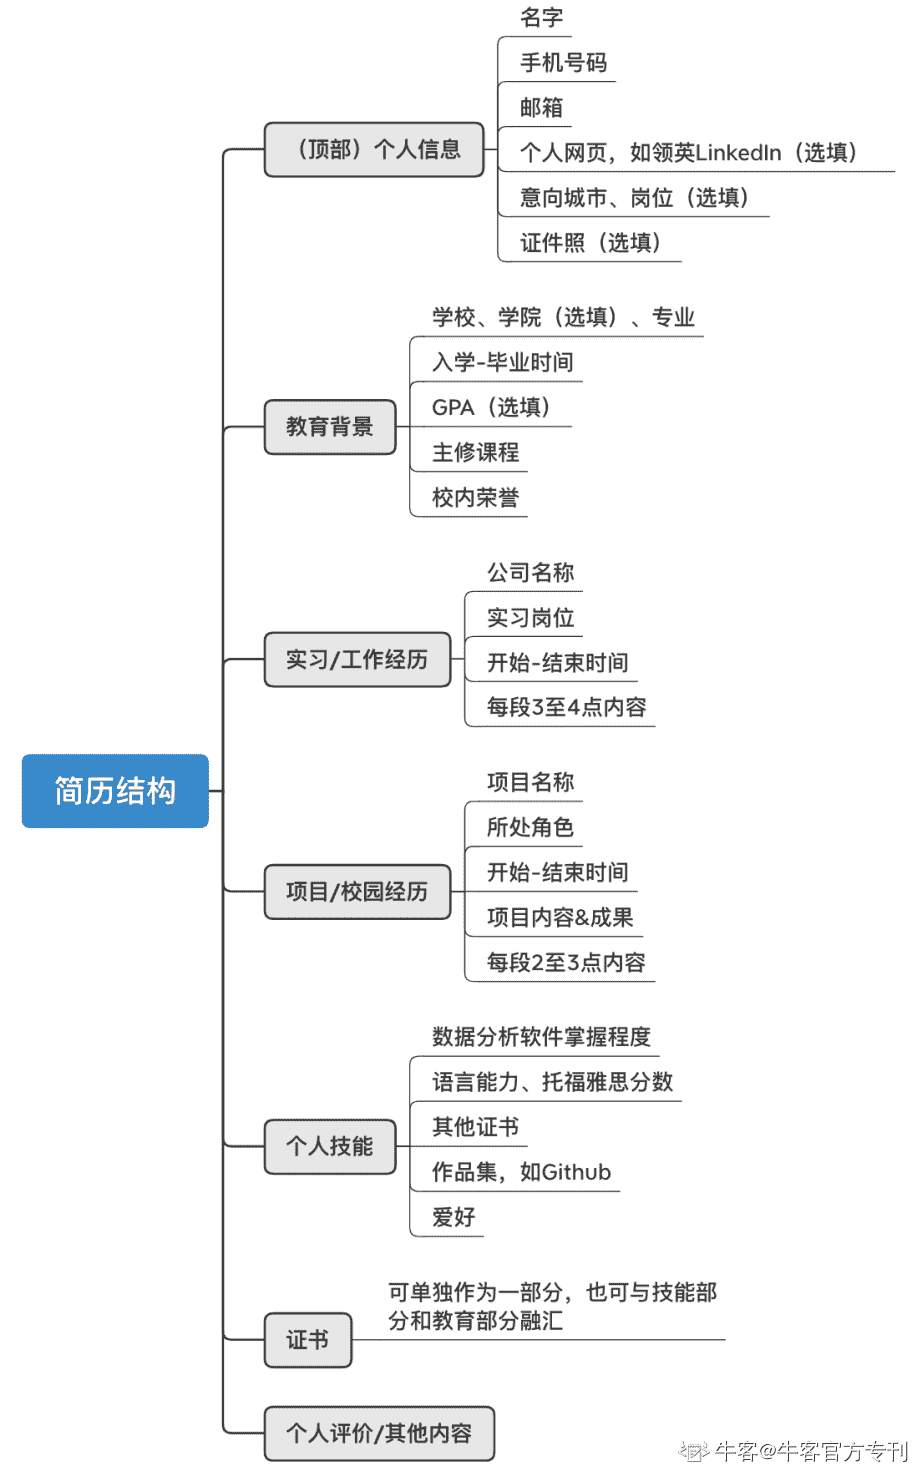 名字
手机号码
邮箱
（顶部）个人信息
个人网页，如领英LinkedIn（选填）
意向城市、岗位（选填）
证件照（选填）
学校、学院（选填）、专业
入学-毕业时间
GPA（选填）
教育背景
主修课程
校内荣誉
公司名称
实习岗位
实习/工作经历
开始-结束时间
每段3至4点内容
简历结构
项目名称
所处角色
开始-结束时间
项目/校园经历
项目内容&成果
每段2至3点内容
数据分析软件掌握程度
语言能力、托福雅思分数
其他证书
个人技能
作品集，如Github
爱好
可单独作为一部分，也可与技能部
分和教育部分融汇
证书
个人评价/其他内容
牛客@牛客官方专刊